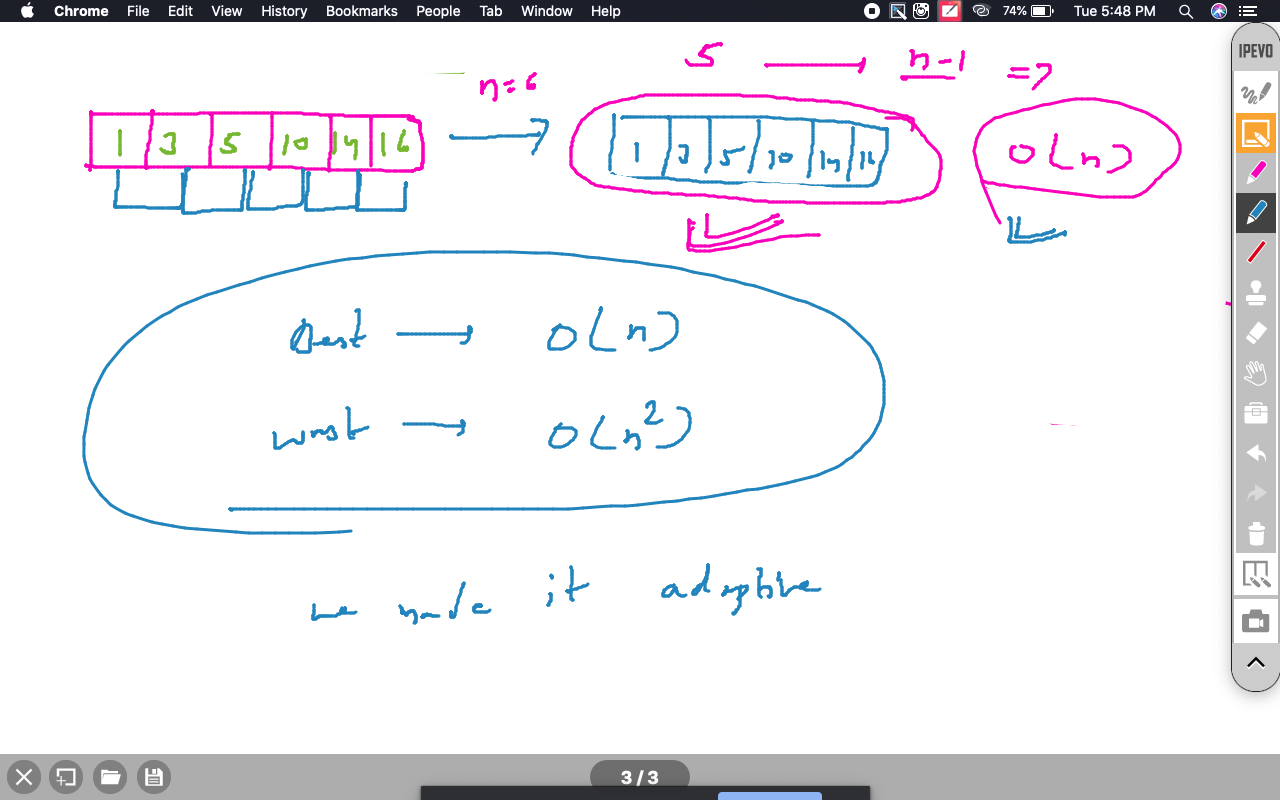 Chrome File Edit View History Bookmarks People Tab Window Help 74% Tue 5:48 PM
IPEVO
n=6 5 → n-1 =>
1 3 5 10 14 16 → 1 3 5 10 14 16 O(n)
Best → O(n)
worst → O(n²)
we made it adaptive
3 / 3